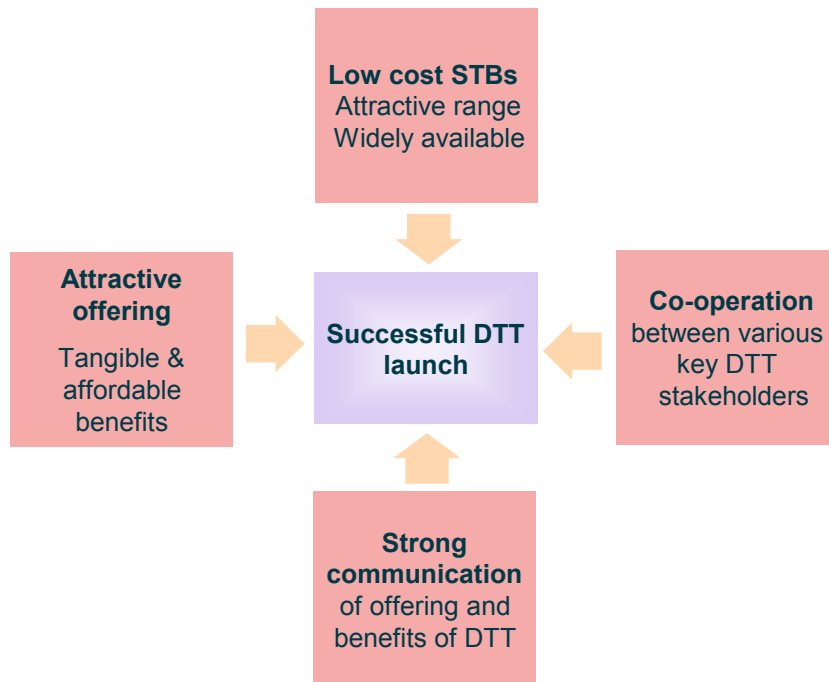 Low cost STBs
Attractive range
Widely available
Attractive
offering
Tangible &
affordable
benefits
Successful DTT
launch
Co-operation
between various
key DTT
stakeholders
Strong
communication
of offering and
benefits of DTT